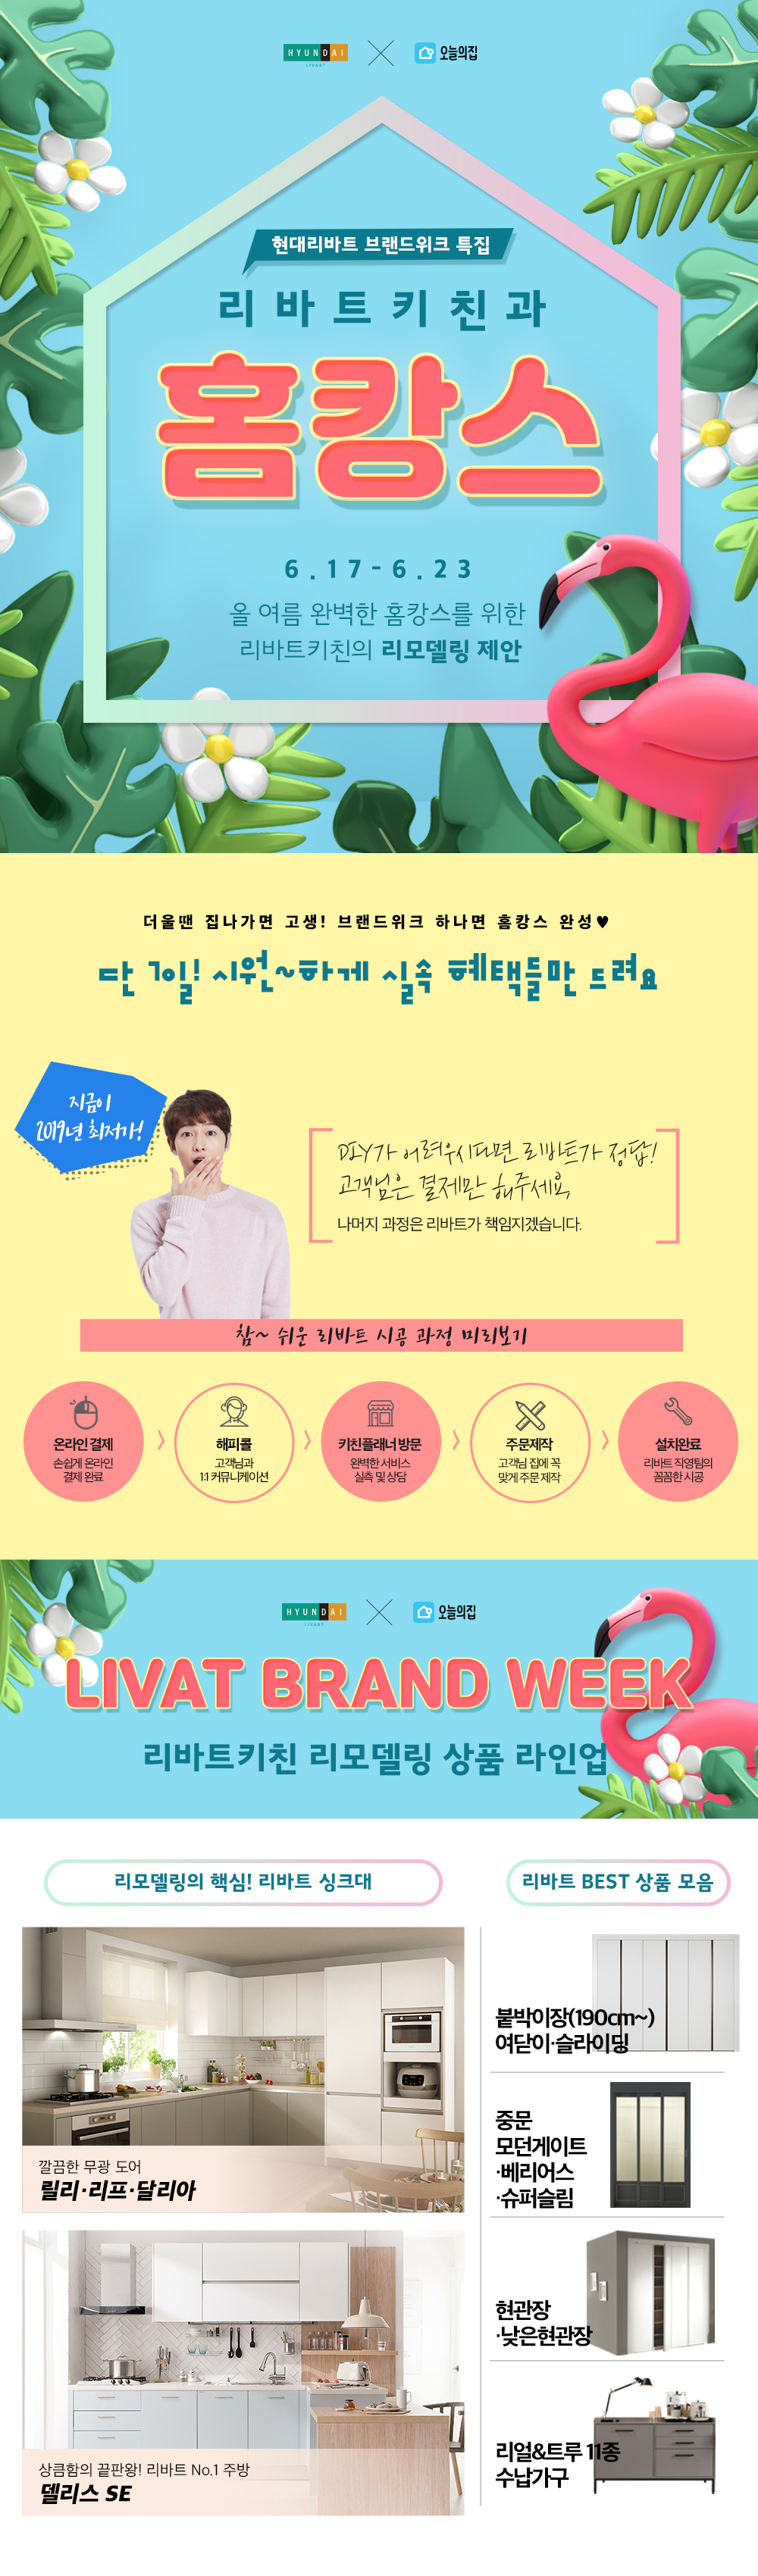 HYUNDAI
LIVART
오늘의집
현대리바트 브랜드위크 특집
리바트키친과
홈캉스
6.17-6.23
올 여름 완벽한 홈캉스를 위한
리바트키친의 리모델링 제안
더울땐 집나가면 고생! 브랜드위크 하나면 홈캉스 완성♥
단 7일! 시원~하게 실속 혜택들만 드려요
지금이
2019년 최저가!
DIY가 어려우시다면 리바트가 정답!
고객님은 결제만 해주세요,
나머지 과정은 리바트가 책임지겠습니다.
참~ 쉬운 리바트 시공 과정 미리보기
온라인 결제
손쉽게 온라인
결제 완료
해피콜
고객님과
1:1 커뮤니케이션
키친플래너 방문
완벽한 서비스
실측 및 상담
주문제작
고객님 집에 꼭
맞게 주문 제작
설치완료
리바트 직영팀의
꼼꼼한 시공
HYUNDAI
LIVART
오늘의집
LIVAT BRAND WEEK
리바트키친 리모델링 상품 라인업
리모델링의 핵심! 리바트 싱크대
깔끔한 무광 도어
릴리·리프·달리아
상큼함의 끝판왕! 리바트 No.1 주방
델리스 SE
리바트 BEST 상품 모음
붙박이장(190cm~)
여닫이·슬라이딩
중문
모던게이트
·베리어스
·슈퍼슬림
현관장
·낮은현관장
리얼&트루 11종
수납가구